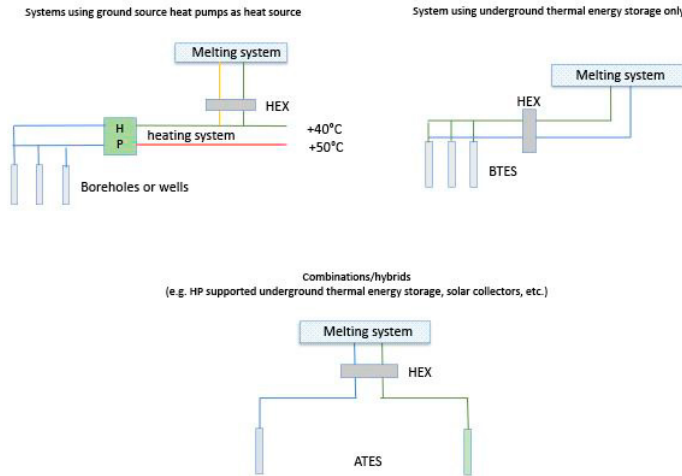 Systems using ground source heat pumps as heat source
Melting system
HEX
H
P
heating system
+40°C
+50°C
Boreholes or wells
System using underground thermal energy storage only
Melting system
HEX
BTES
Combinations/hybrids
(e.g. HP supported underground thermal energy storage, solar collectors, etc.)
Melting system
HEX
ATES